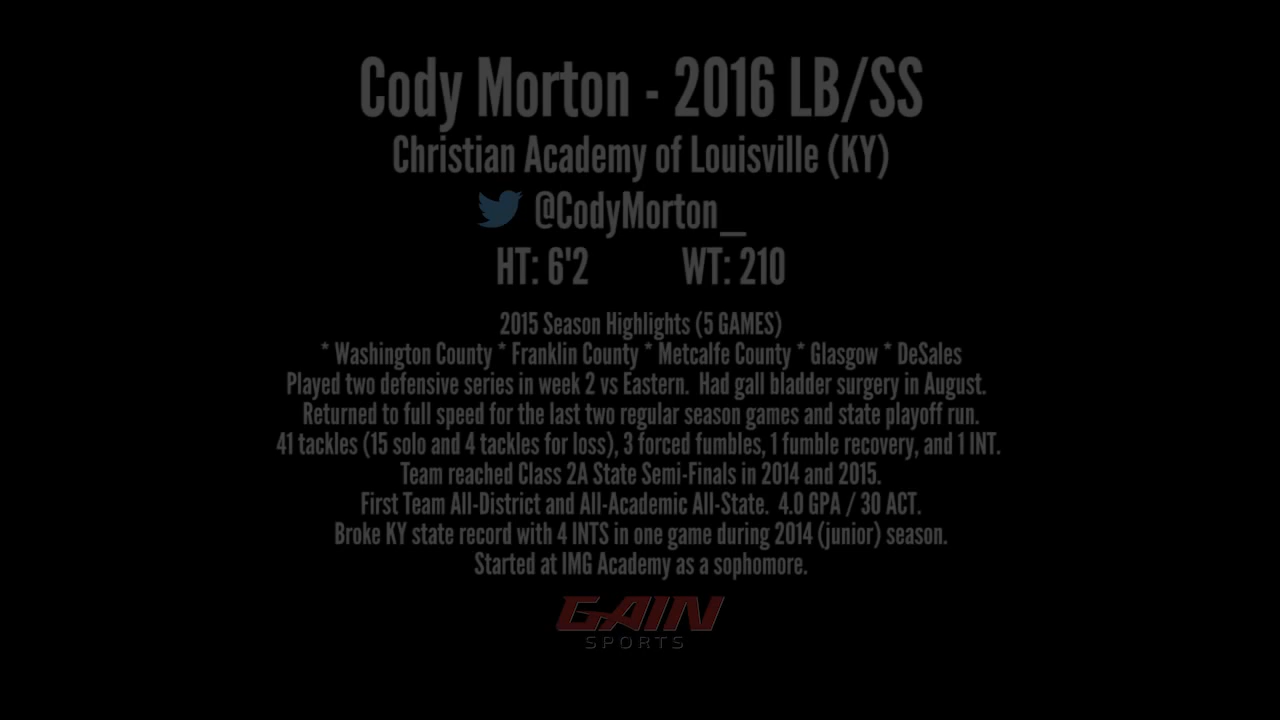 Cody Morton - 2016 LB/SS
Christian Academy of Louisville (KY)
@CodyMorton_
HT: 6'2 WT: 210
2015 Season Highlights (5 GAMES)
* Washington County * Franklin County * Metcalfe County * Glasgow * DeSales
Played two defensive series in week 2 vs Eastern. Had gall bladder surgery in August.
Returned to full speed for the last two regular season games and state playoff run.
41 tackles (15 solo and 4 tackles for loss), 3 forced fumbles, 1 fumble recovery, and 1 INT.
Team reached Class 2A State Semi-Finals in 2014 and 2015.
First Team All-District and All-Academic All-State. 4.0 GPA / 30 ACT.
Broke KY state record with 4 INTS in one game during 2014 (junior) season.
Started at IMG Academy as a sophomore.
GAIN
SPORTS